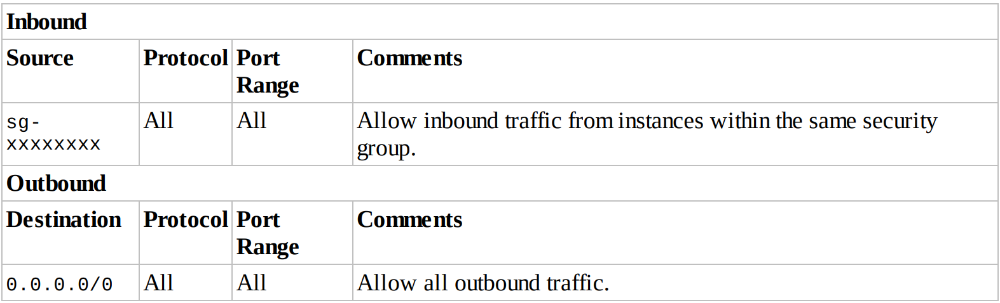 Inbound
Source Protocol Port Range Comments
sg-xxxxxxxx All All Allow inbound traffic from instances within the same security group.
Outbound
Destination Protocol Port Range Comments
0.0.0.0/0 All All Allow all outbound traffic.